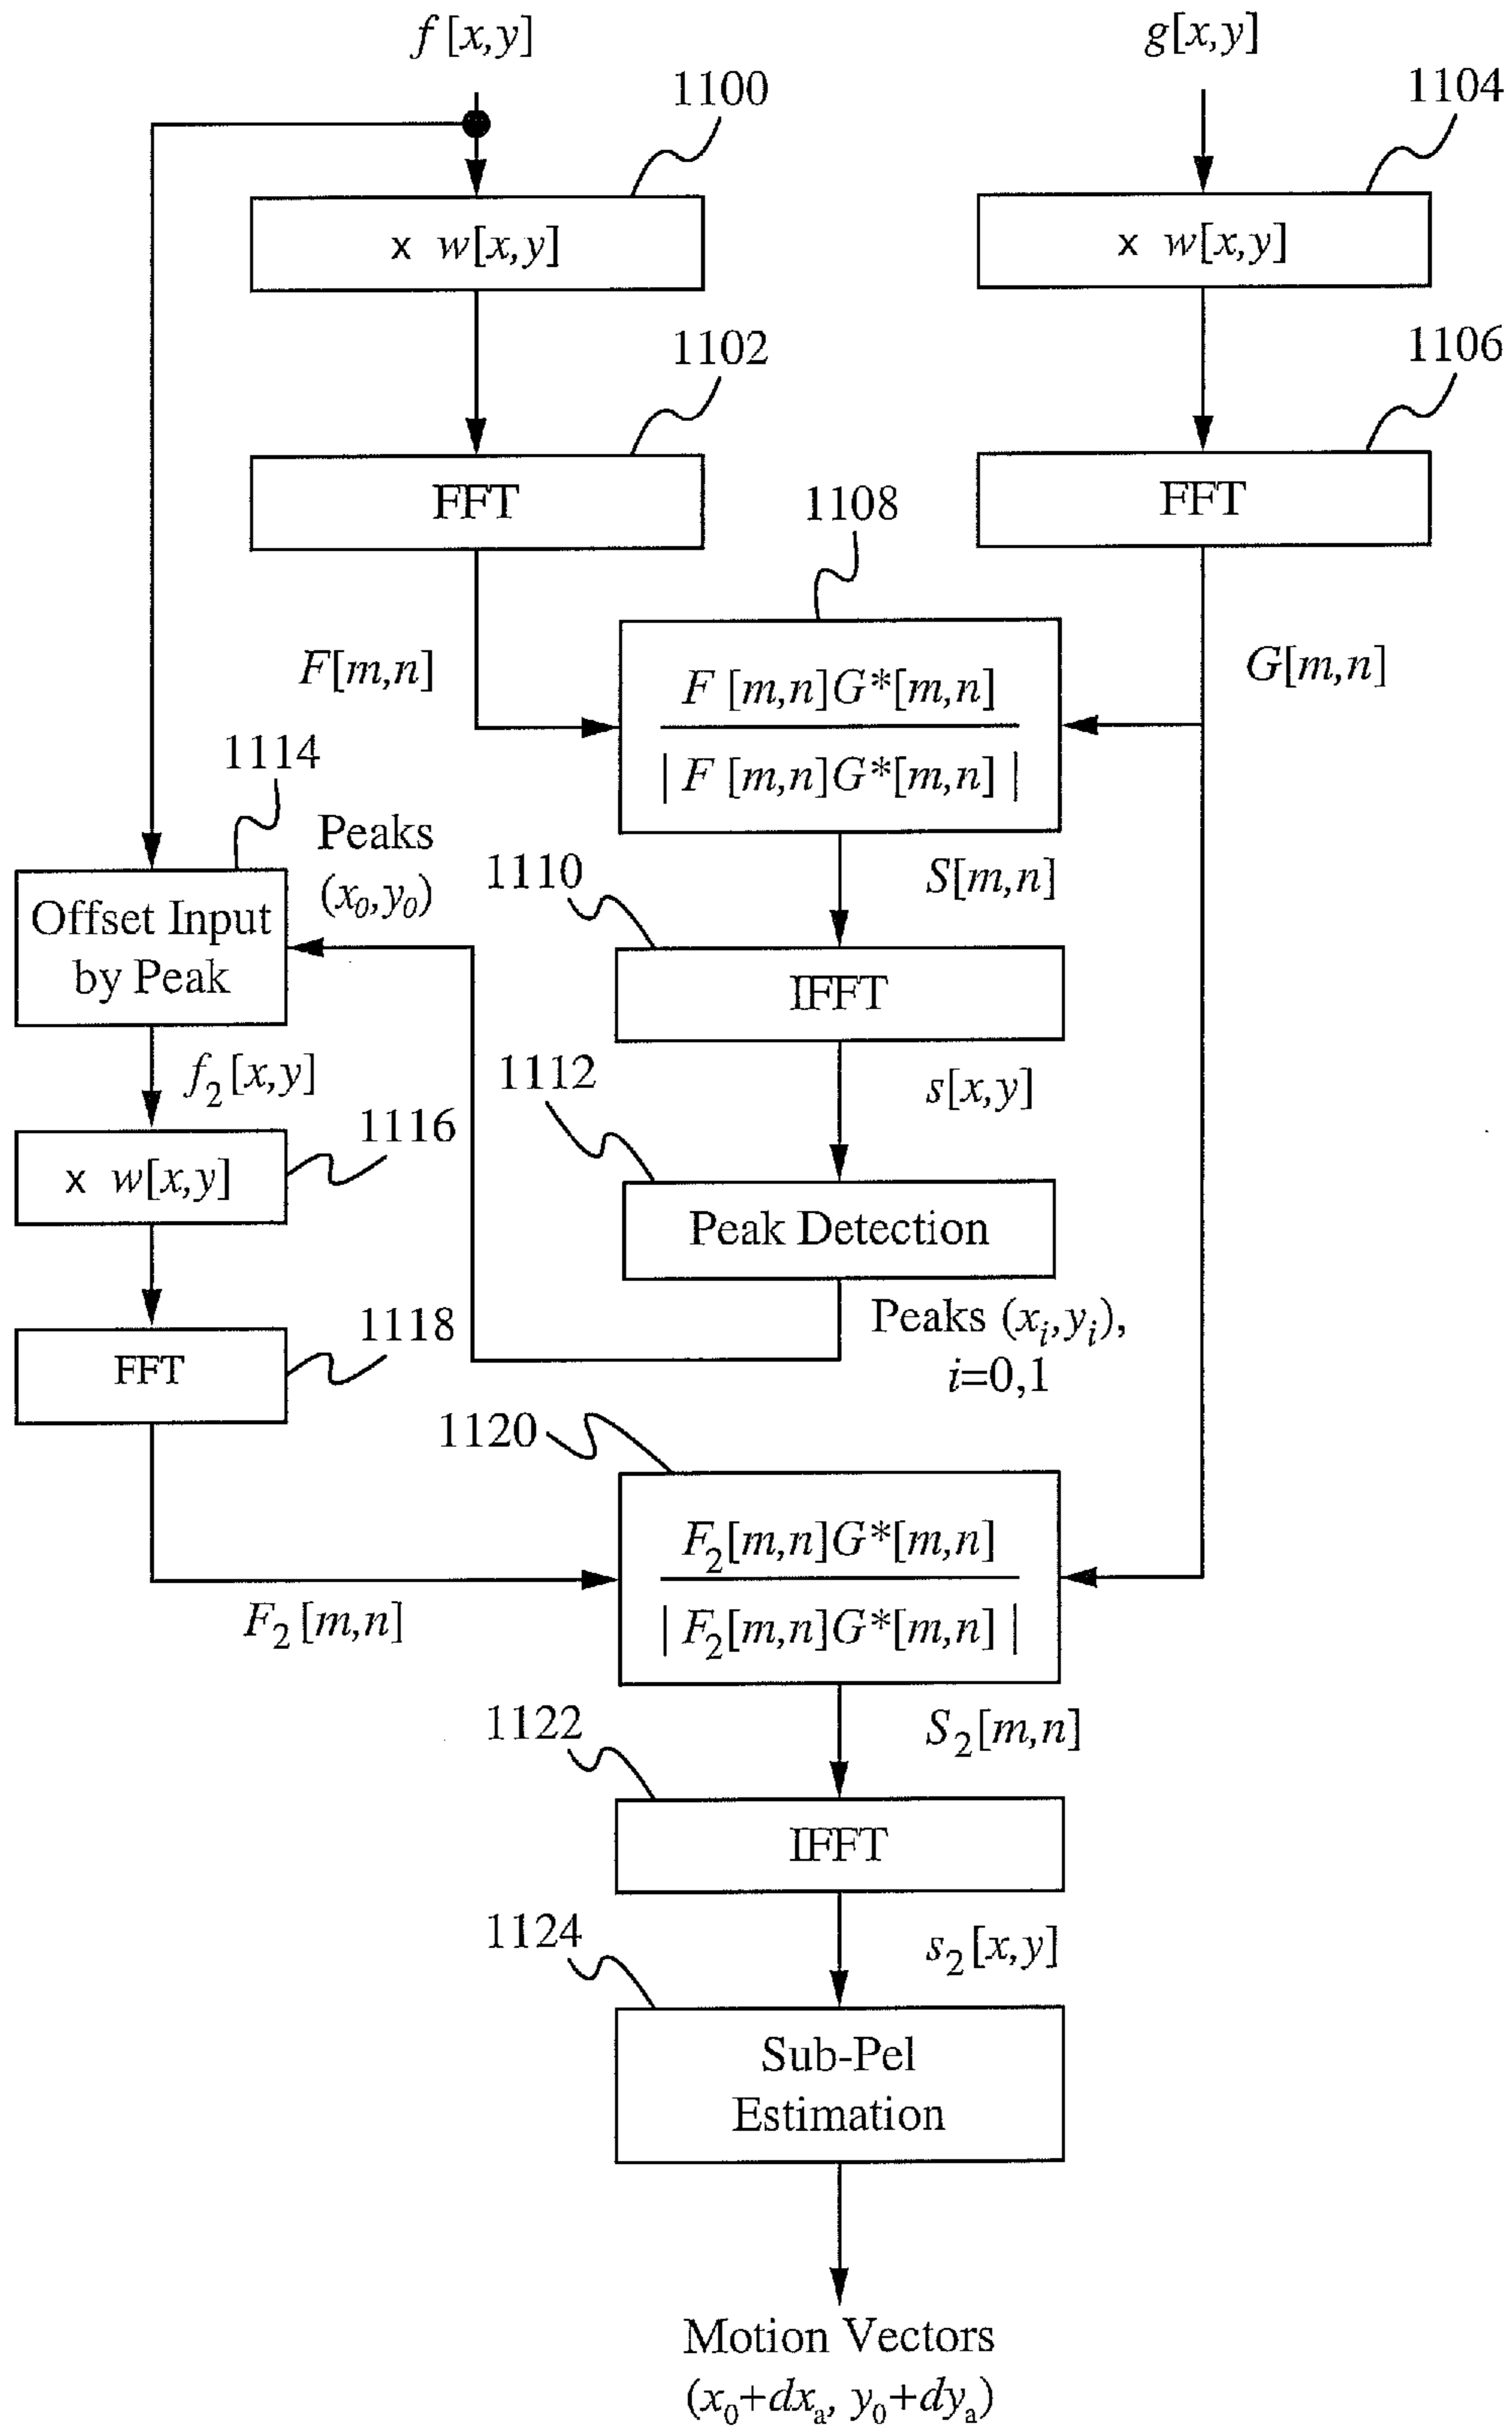 f [x,y]
g[x,y]
1100
1104
x w[x,y]
x w[x,y]
1102
1106
FFT
FFT
1108
F[m,n]
F [m,n]G*[m,n]
| F [m,n]G*[m,n] |
G[m,n]
1114
Peaks
(x₀,y₀)
Offset Input
by Peak
1110
S[m,n]
IFFT
f₂ [x,y]
1112
s[x,y]
1116
x w[x,y]
Peak Detection
1118
Peaks (xᵢ,yᵢ),
i=0,1
FFT
1120
F₂[m,n]G*[m,n]
| F₂[m,n]G*[m,n] |
F₂ [m,n]
1122
S₂ [m,n]
IFFT
1124
s₂ [x,y]
Sub-Pel
Estimation
Motion Vectors
(x₀+dxₐ, y₀+dyₐ)